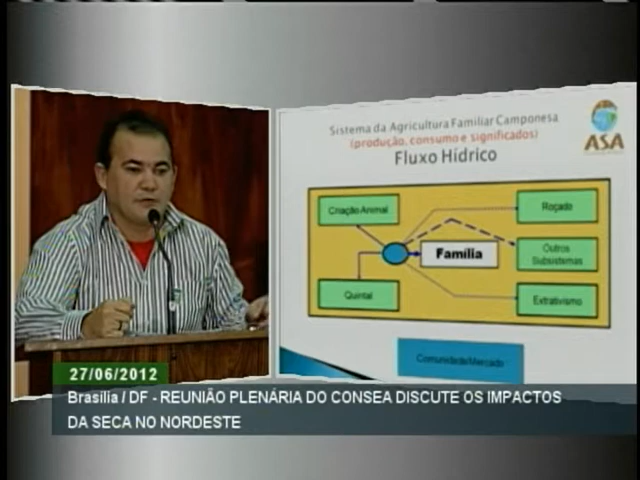 Sistema da Agricultura Familiar Camponesa
(produção, consumo e significados)
Fluxo Hídrico
ASA
Criação Animal
Roçado
Família
Outros
Subsistemas
Quintal
Extrativismo
Comunidade/Mercado
27/06/2012
Brasília / DF - REUNIÃO PLENÁRIA DO CONSEA DISCUTE OS IMPACTOS
DA SECA NO NORDESTE